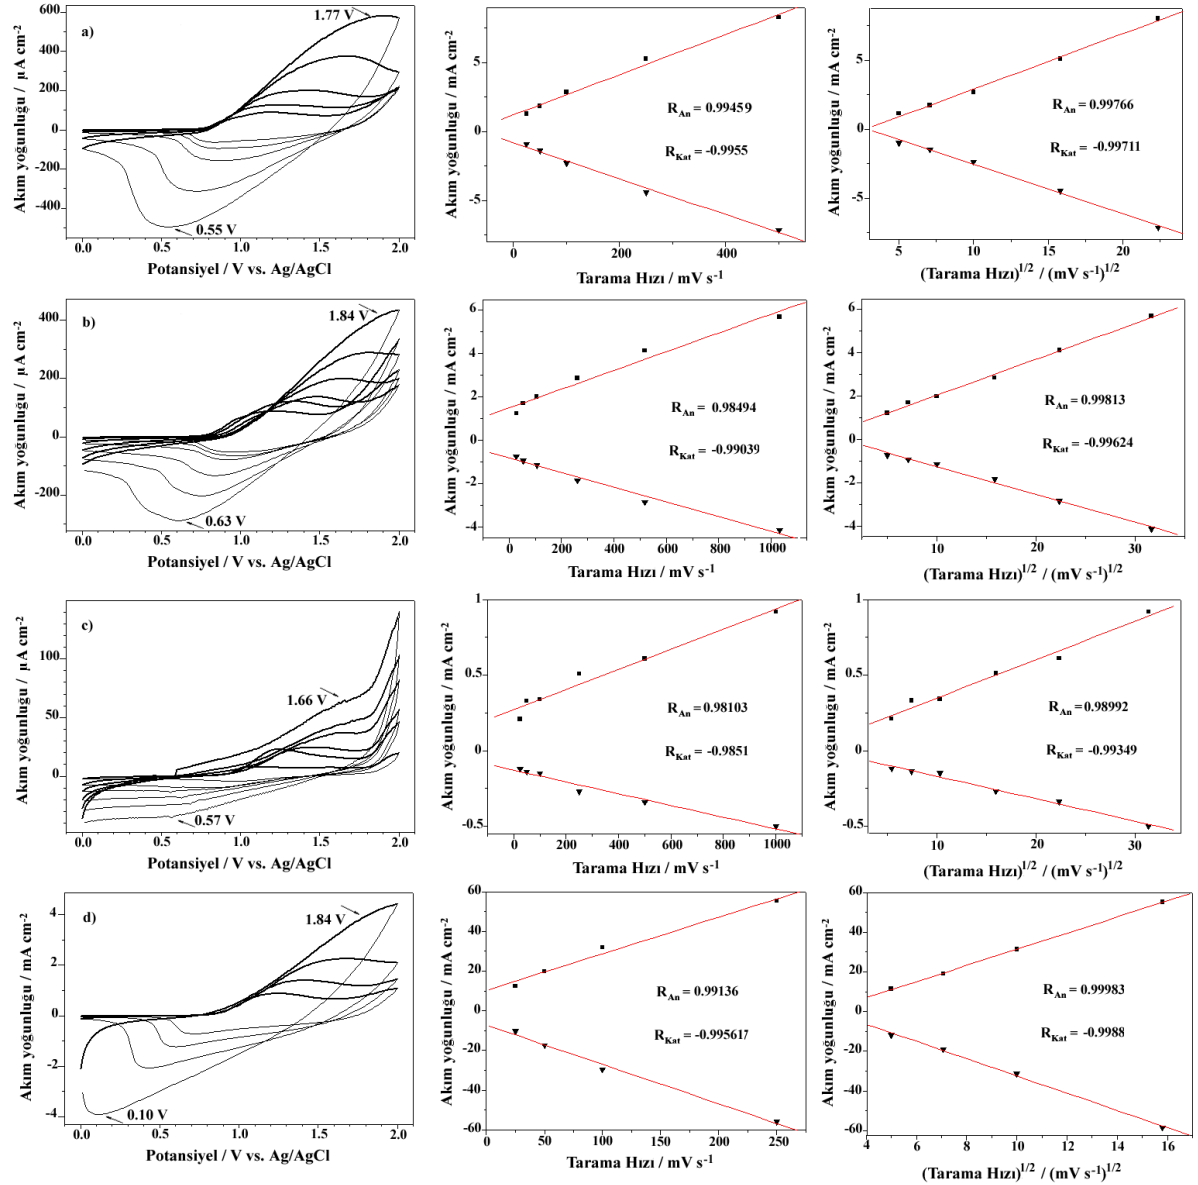 a)
1.77 V
0.55 V
600
400
200
0
-200
-400
0.0 0.5 1.0 1.5 2.0
Akım yoğunluğu / µ A cm-2
Potansiyel / V vs. Ag/AgCl
10
5
0
-5
0 200 400
R An = 0.99459
R Kat = -0.9955
Akım yoğunluğu / mA cm-2
Tarama Hızı / mV s-1
5
0
-5
5 10 15 20
R An = 0.99766
R Kat = -0.99711
Akım yoğunluğu / mA cm-2
(Tarama Hızı)1/2 / (mV s-1)1/2
b)
1.84 V
0.63 V
400
200
0
-200
0.0 0.5 1.0 1.5 2.0
Akım yoğunluğu / µ A cm-2
Potansiyel / V vs. Ag/AgCl
6
4
2
0
-2
-4
0 200 400 600 800 1000
R An = 0.98494
R Kat = -0.99039
Akım yoğunluğu / mA cm-2
Tarama Hızı / mV s-1
6
4
2
0
-2
-4
10 20 30
R An = 0.99813
R Kat = -0.99624
Akım yoğunluğu / mA cm-2
(Tarama Hızı)1/2 / (mV s-1)1/2
c)
1.66 V
0.57 V
100
50
0
0.0 0.5 1.0 1.5 2.0
Akım yoğunluğu / µ A cm-2
Potansiyel / V vs. Ag/AgCl
1
0.5
0
-0.5
0 200 400 600 800 1000
R An = 0.98103
R Kat = -0.9851
Akım yoğunluğu / mA cm-2
Tarama Hızı / mV s-1
1
0.5
0
-0.5
10 20 30
R An = 0.98992
R Kat = -0.99349
Akım yoğunluğu / mA cm-2
(Tarama Hızı)1/2 / (mV s-1)1/2
d)
1.84 V
0.10 V
4
2
0
-2
-4
0.0 0.5 1.0 1.5 2.0
Akım yoğunluğu / mA cm-2
Potansiyel / V vs. Ag/AgCl
60
40
20
0
-20
-40
-60
0 50 100 150 200 250
R An = 0.99136
R Kat = -0.995617
Akım yoğunluğu / mA cm-2
Tarama Hızı / mV s-1
60
40
20
0
-20
-40
-60
4 6 8 10 12 14 16
R An = 0.99983
R Kat = -0.9988
Akım yoğunluğu / mA cm-2
(Tarama Hızı)1/2 / (mV s-1)1/2